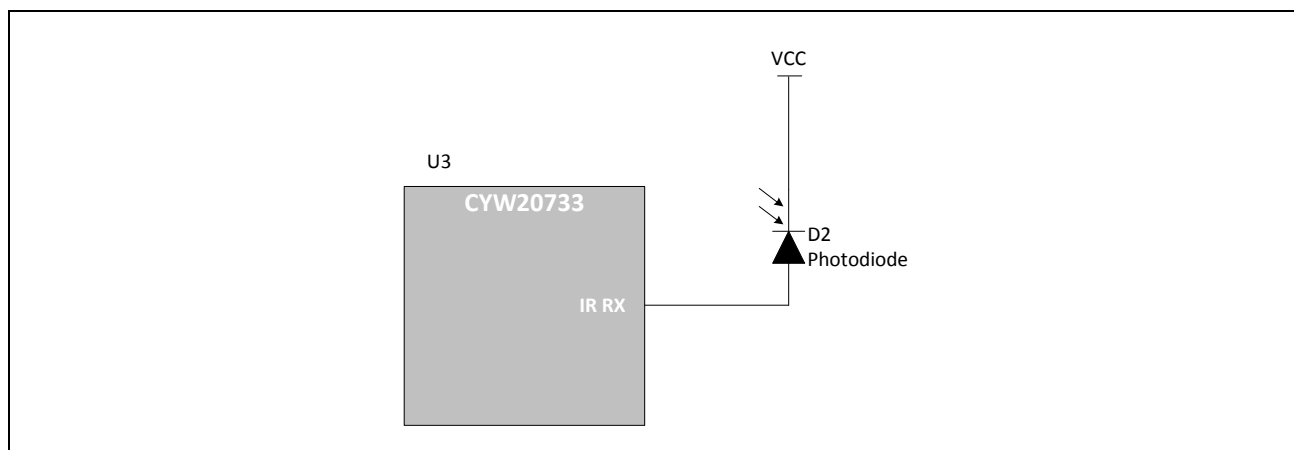 VCC
U3
CYW20733
D2
Photodiode
IR RX